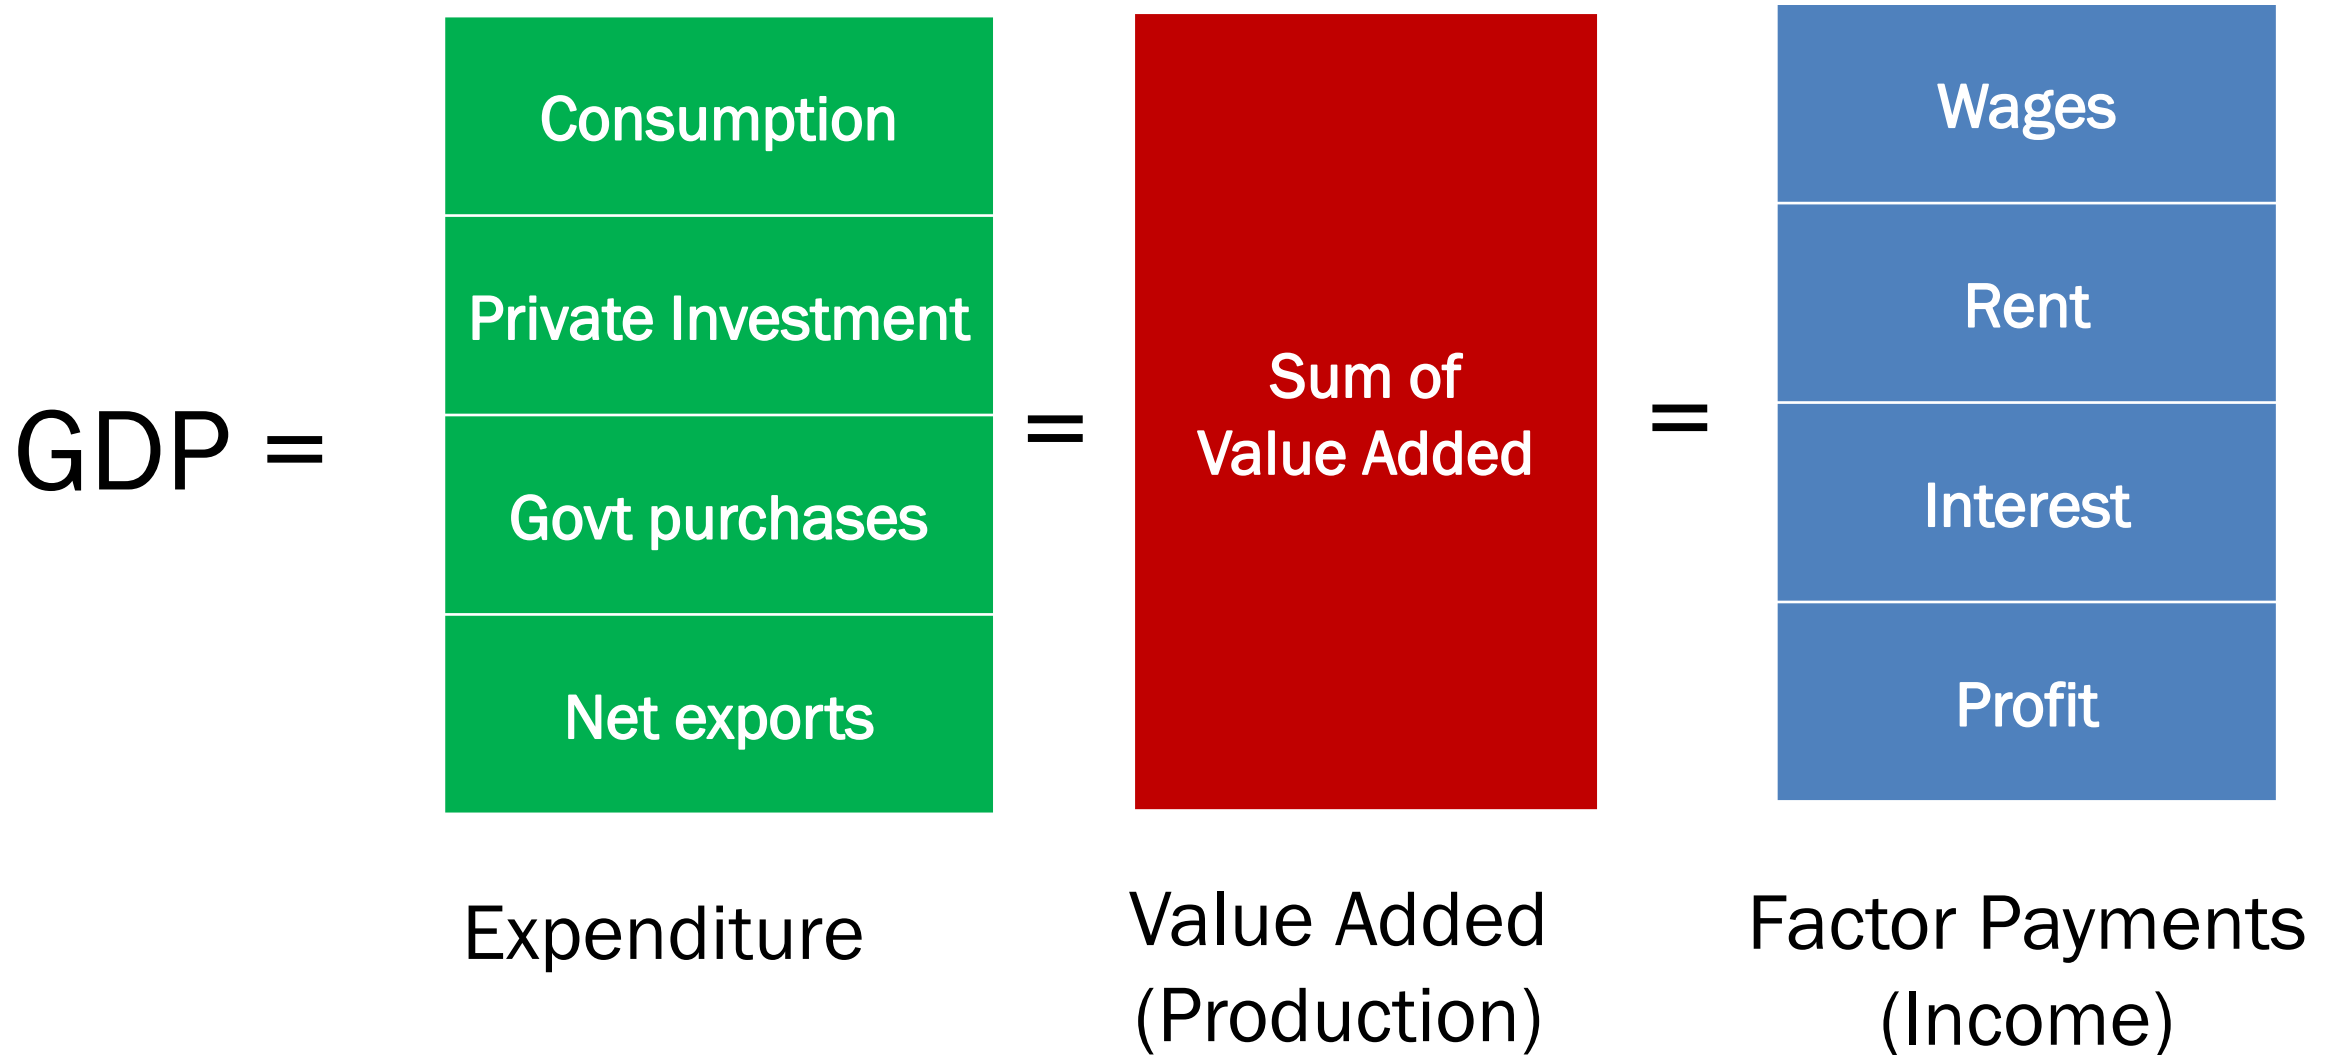 GDP =
Consumption
Private Investment
Govt purchases
Net exports
=
Sum of
Value Added
=
Wages
Rent
Interest
Profit
Expenditure
Value Added
(Production)
Factor Payments
(Income)